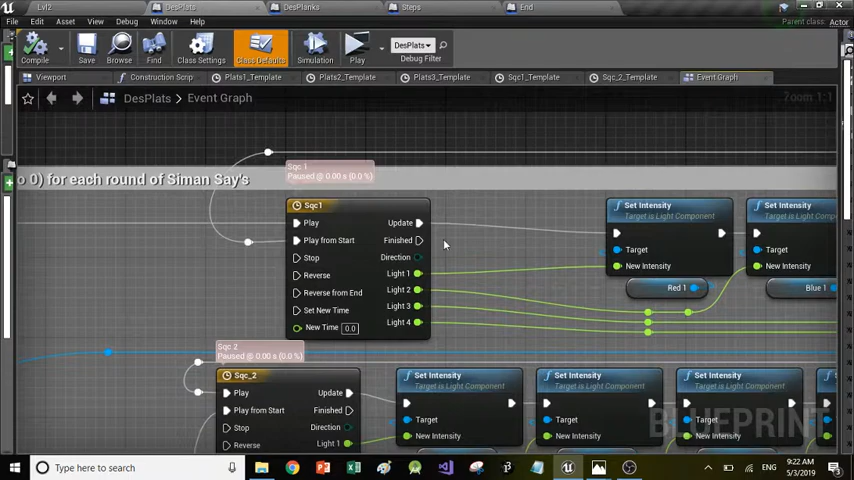 Lvl2
DesPlats
DesPlanks
Steps
End
File
Edit
Asset
View
Debug
Window
Help
Parent class:
Actor
Compile
Save
Browse
Find
Class Settings
Class Defaults
Simulation
Play
DesPlats
Debug Filter
Viewport
Construction Scrip
Plats1_Template
Plats2_Template
Plats3_Template
Sqc1_Template
Sqc_2_Template
Event Graph
DesPlats
Event Graph
Zoom 1:1
o 0) for each round of Siman Say's
Sqc 1
Paused @ 0.00 s (0.0 %)
Sqc1
Play
Update
Play from Start
Finished
Stop
Direction
Reverse
Light 1
Reverse from End
Light 2
Set New Time
Light 3
New Time 0.0
Light 4
Set Intensity
Target is Light Component
Target
New Intensity
Red 1
Set Intensity
Target is Light Co
Target
New Intensity
Blue 1
Sqc 2
Paused @ 0.00 s (0.0 %)
Sqc_2
Play
Update
Play from Start
Finished
Stop
Direction
Reverse
Light 1
Set Intensity
Target is Light Component
Target
New Intensity
Set Intensity
Target is Light Component
Target
New Intensity
Set Intensity
Target is Light Component
Target
New Intensity
BLUEPRINT
Type here to search
ENG
9:22 AM
5/3/2019